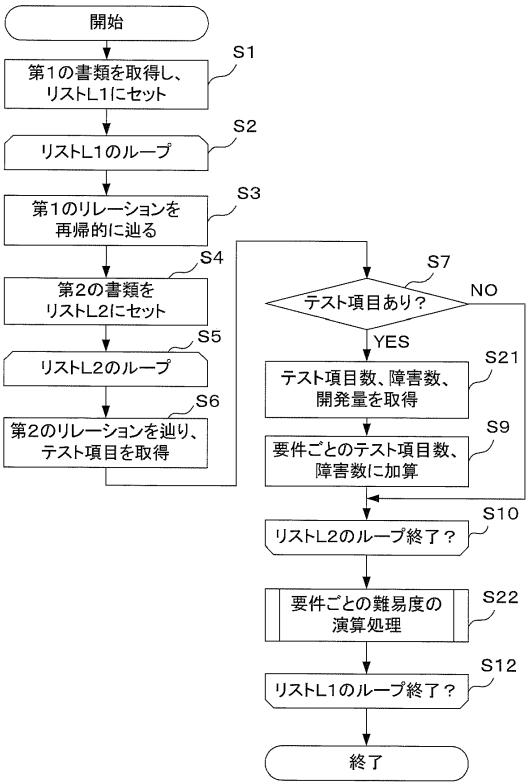 開始
S1
第1の書類を取得し、
リストL1にセット
S2
リストL1のループ
S3
第1のリレーションを
再帰的に辿る
S4
第2の書類を
リストL2にセット
S5
リストL2のループ
S6
第2のリレーションを辿り、
テスト項目を取得
S7
テスト項目あり?
NO
YES
S21
テスト項目数、障害数、
開発量を取得
S9
要件ごとのテスト項目数、
障害数に加算
S10
リストL2のループ終了?
S22
要件ごとの難易度の
演算処理
S12
リストL1のループ終了?
終了